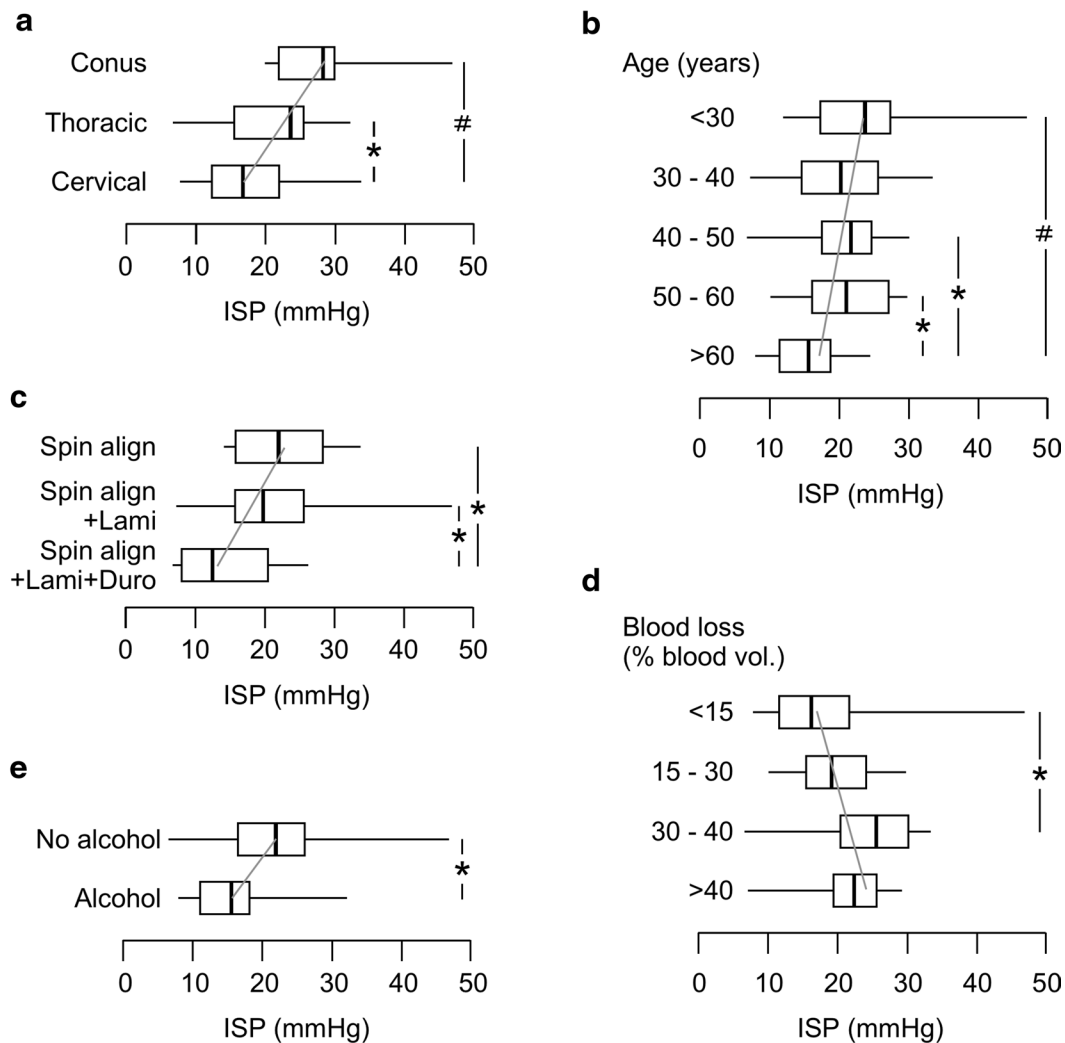 a
Conus
Thoracic
Cervical
#
*
0 10 20 30 40 50
ISP (mmHg)
b
Age (years)
<30
30 - 40
40 - 50
50 - 60
>60
#
*
*
0 10 20 30 40 50
ISP (mmHg)
c
Spin align
Spin align
+Lami
Spin align
+Lami+Duro
*
*
0 10 20 30 40 50
ISP (mmHg)
d
Blood loss
(% blood vol.)
<15
15 - 30
30 - 40
>40
*
0 10 20 30 40 50
ISP (mmHg)
e
No alcohol
Alcohol
*
0 10 20 30 40 50
ISP (mmHg)